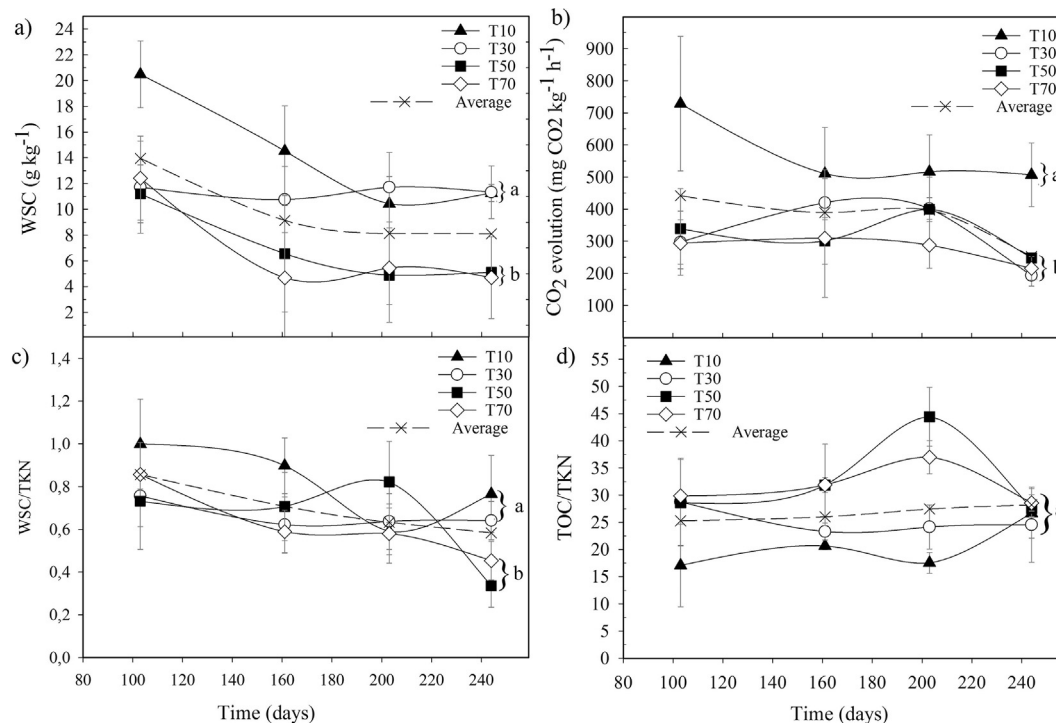 a)
WSC (g kg-1)
24
22
20
18
16
14
12
10
8
6
4
2
T10
T30
T50
T70
Average
a
b
b)
CO2 evolution (mg CO2 kg-1 h-1)
900
800
700
600
500
400
300
200
100
T10
T30
T50
T70
Average
a
c)
WSC/TKN
1,4
1,2
1,0
0,8
0,6
0,4
0,2
0,0
T10
T30
T50
T70
Average
a
b
80 100 120 140 160 180 200 220 240
Time (days)
d)
TOC/TKN
55
50
45
40
35
30
25
20
15
10
5
0
T10
T30
T50
T70
Average
a
80 100 120 140 160 180 200 220 240
Time (days)